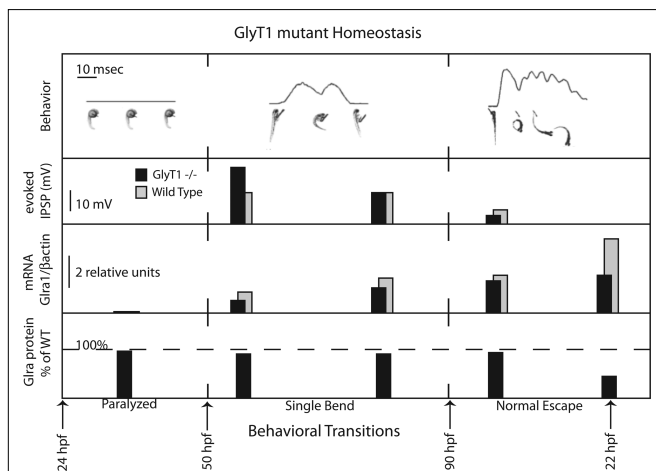 GlyT1 mutant Homeostasis
10 msec
Behavior
GlyT1 -/-
Wild Type
evoked
IPSP (mV)
10 mV
mRNA
Glra1/βactin
2 relative units
Glra protein
% of WT
100%
Paralyzed
Single Bend
Normal Escape
Behavioral Transitions
24 hpf
50 hpf
90 hpf
22 hpf